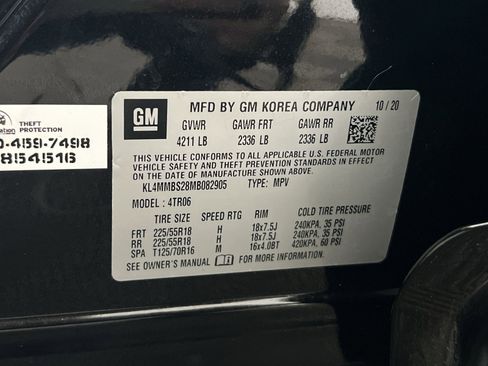 GM
MFD BY GM KOREA COMPANY 10/20
GVWR GAWR FRT GAWR RR
4211 LB 2336 LB 2336 LB
THIS VEHICLE CONFORMS TO ALL APPLICABLE U.S. FEDERAL MOTOR
VEHICLE SAFETY AND THEFT PREVENTION STANDARDS IN EFFECT ON
THE DATE OF MANUFACTURE SHOWN ABOVE.
KL4MMBS28MB082905 TYPE: MPV
MODEL: 4TR06
TIRE SIZE SPEED RTG RIM COLD TIRE PRESSURE
FRT 225/55R18 H 18x7.5J 240KPA, 35 PSI
RR 225/55R18 H 18x7.5J 240KPA, 35 PSI
SPA T125/70R16 M 16x4.0BT 420KPA, 60 PSI
SEE OWNER'S MANUAL FOR MORE INFORMATION
THEFT
PROTECTION
0-459-7498
854516